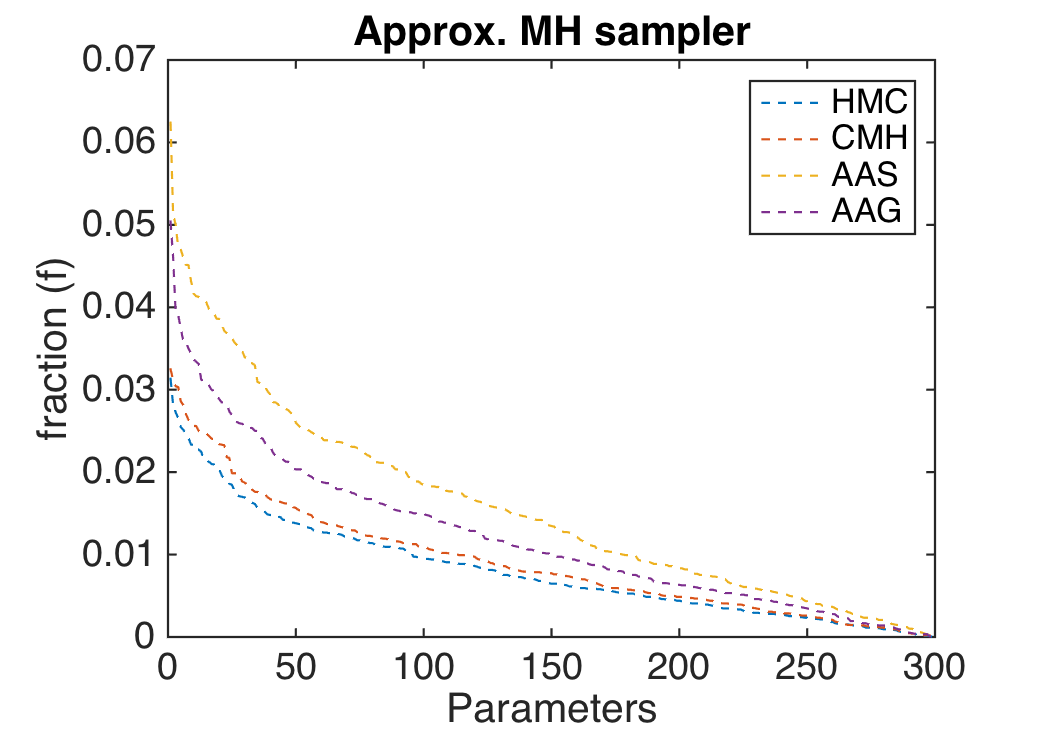 Approx. MH sampler
0.07
0.06
0.05
0.04
0.03
0.02
0.01
0
fraction (f)
HMC
CMH
AAS
AAG
0 50 100 150 200 250 300
Parameters